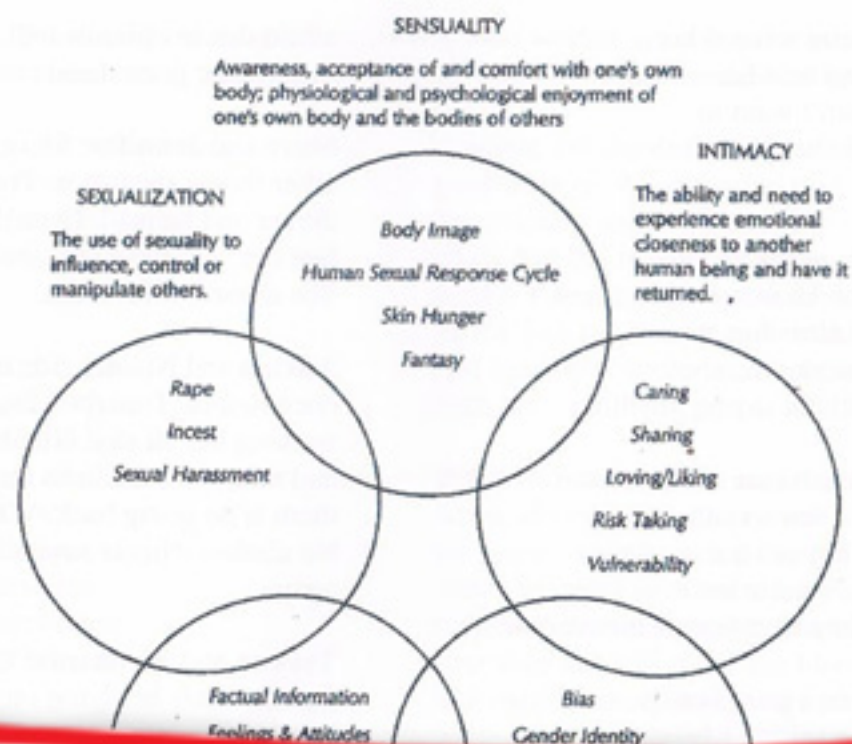 SENSUALITY
Awareness, acceptance of and comfort with one's own
body; physiological and psychological enjoyment of
one's own body and the bodies of others
INTIMACY
The ability and need to
experience emotional
closeness to another
human being and have it
returned.
SEXUALIZATION
The use of sexuality to
influence, control or
manipulate others.
Body Image
Human Sexual Response Cycle
Skin Hunger
Fantasy
Rape
Incest
Sexual Harassment
Caring
Sharing
Loving/Liking
Risk Taking
Vulnerability
Factual Information
Feelings & Attitudes
Bias
Gender Identity